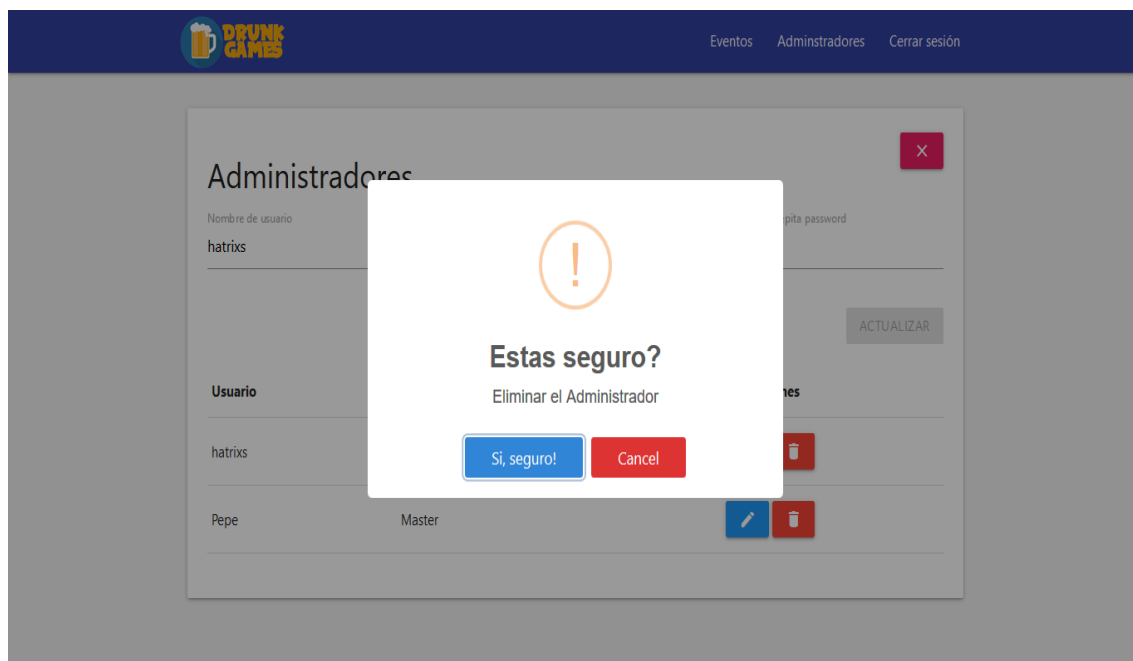 DRUNK
GAMES
Eventos Adminstradores Cerrar sesión
Administradores
Nombre de usuario
pita password
hatrixs
ACTUALIZAR
!
Estas seguro?
Eliminar el Administrador
Si, seguro!
Cancel
Usuario
nes
hatrixs
Pepe Master